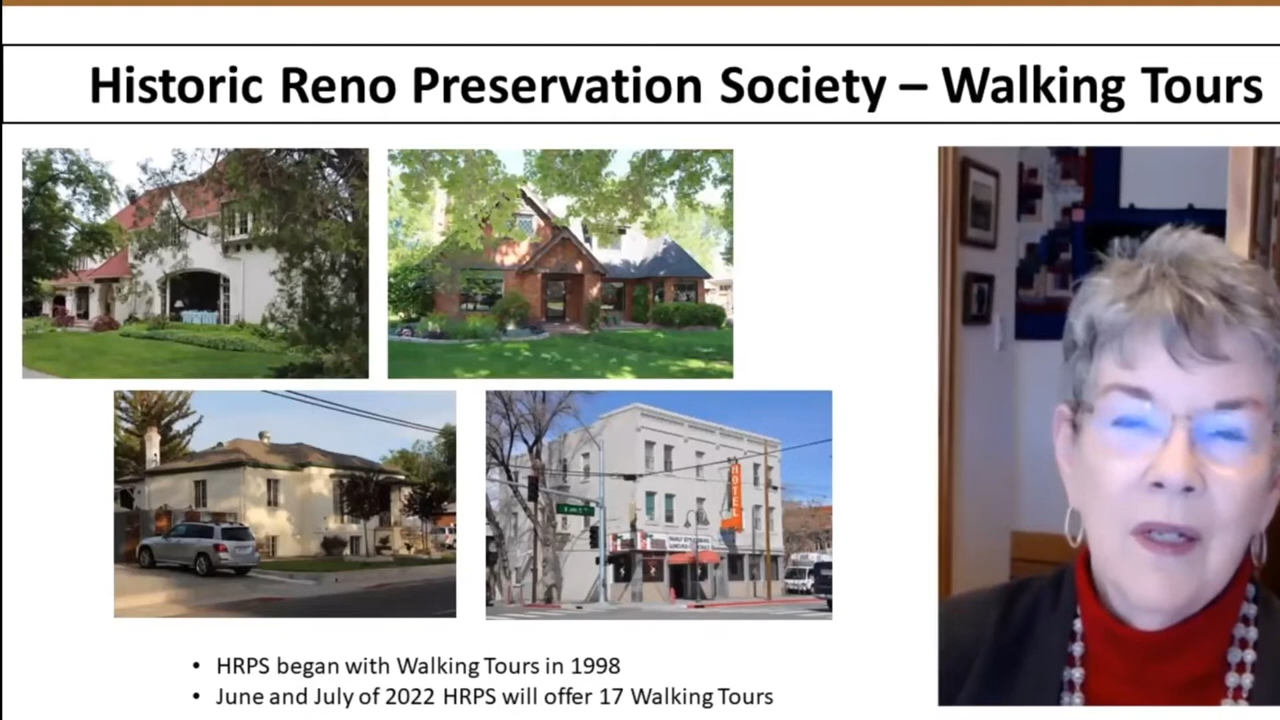 Historic Reno Preservation Society – Walking Tours
HOTEL
• HRPS began with Walking Tours in 1998
• June and July of 2022 HRPS will offer 17 Walking Tours